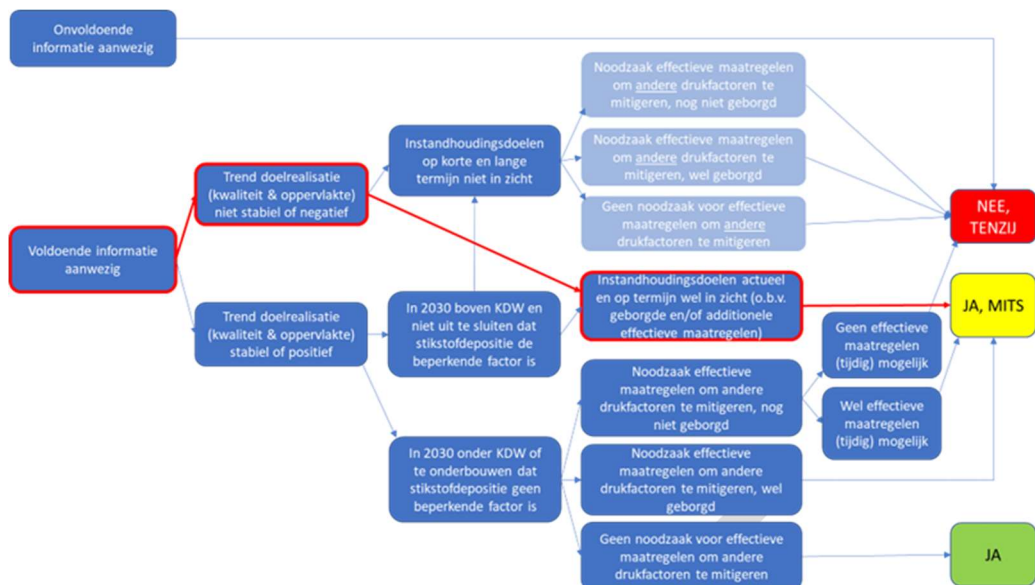 Onvoldoende
informatie aanwezig
Noodzaak effectieve maatregelen
om andere drukfactoren te
mitigeren, nog niet geborgd
Instandhoudingsdoelen
op korte en lange
termijn niet in zicht
Noodzaak effectieve maatregelen
om andere drukfactoren te
mitigeren, wel geborgd
Trend doelrealisatie
(kwaliteit & oppervlakte)
niet stabiel of negatief
Geen noodzaak voor effectieve
maatregelen om andere
drukfactoren te mitigeren
NEE,
TENZIJ
Voldoende informatie
aanwezig
Instandhoudingsdoelen actueel
en op termijn wel in zicht (o.b.v.
geborgde en/of additionele
effectieve maatregelen)
JA, MITS
Trend doelrealisatie
(kwaliteit & oppervlakte)
stabiel of positief
In 2030 boven KDW en
niet uit te sluiten dat
stikstofdepositie de
beperkende factor is
Geen effectieve
maatregelen
(tijdig) mogelijk
Noodzaak effectieve
maatregelen om andere
drukfactoren te mitigeren, nog
niet geborgd
Wel effectieve
maatregelen
(tijdig) mogelijk
In 2030 onder KDW of
te onderbouwen dat
stikstofdepositie geen
beperkende factor is
Noodzaak effectieve
maatregelen om andere
drukfactoren te mitigeren, wel
geborgd
Geen noodzaak voor effectieve
maatregelen om andere
drukfactoren te mitigeren
JA